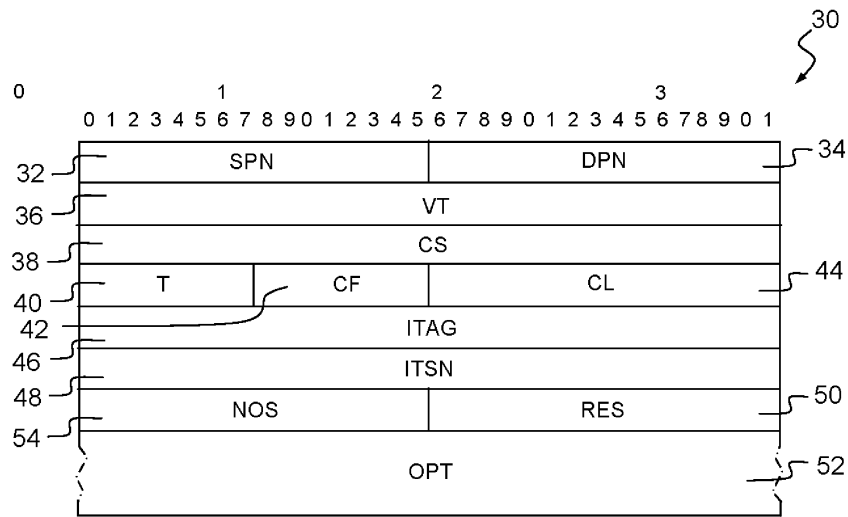 30
0 1 2 3
0 1 2 3 4 5 6 7 8 9 0 1 2 3 4 5 6 7 8 9 0 1 2 3 4 5 6 7 8 9 0 1
32 SPN DPN 34
36 VT
38 CS
40 T CF CL 44
42 ITAG
46
48 ITSN
54 NOS RES 50
OPT 52